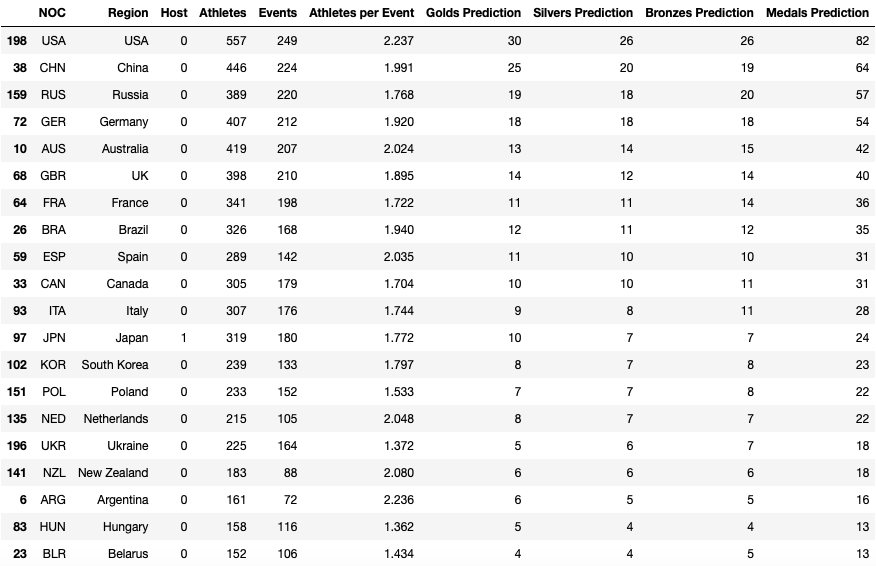 NOC Region Host Athletes Events Athletes per Event Golds Prediction Silvers Prediction Bronzes Prediction Medals Prediction
198 USA USA 0 557 249 2.237 30 26 26 82
38 CHN China 0 446 224 1.991 25 20 19 64
159 RUS Russia 0 389 220 1.768 19 18 20 57
72 GER Germany 0 407 212 1.920 18 18 18 54
10 AUS Australia 0 419 207 2.024 13 14 15 42
68 GBR UK 0 398 210 1.895 14 12 14 40
64 FRA France 0 341 198 1.722 11 11 14 36
26 BRA Brazil 0 326 168 1.940 12 11 12 35
59 ESP Spain 0 289 142 2.035 11 10 10 31
33 CAN Canada 0 305 179 1.704 10 10 11 31
93 ITA Italy 0 307 176 1.744 9 8 11 28
97 JPN Japan 1 319 180 1.772 10 7 7 24
102 KOR South Korea 0 239 133 1.797 8 7 8 23
151 POL Poland 0 233 152 1.533 7 7 8 22
135 NED Netherlands 0 215 105 2.048 8 7 7 22
196 UKR Ukraine 0 225 164 1.372 5 6 7 18
141 NZL New Zealand 0 183 88 2.080 6 6 6 18
6 ARG Argentina 0 161 72 2.236 6 5 5 16
83 HUN Hungary 0 158 116 1.362 5 4 4 13
23 BLR Belarus 0 152 106 1.434 4 4 5 13